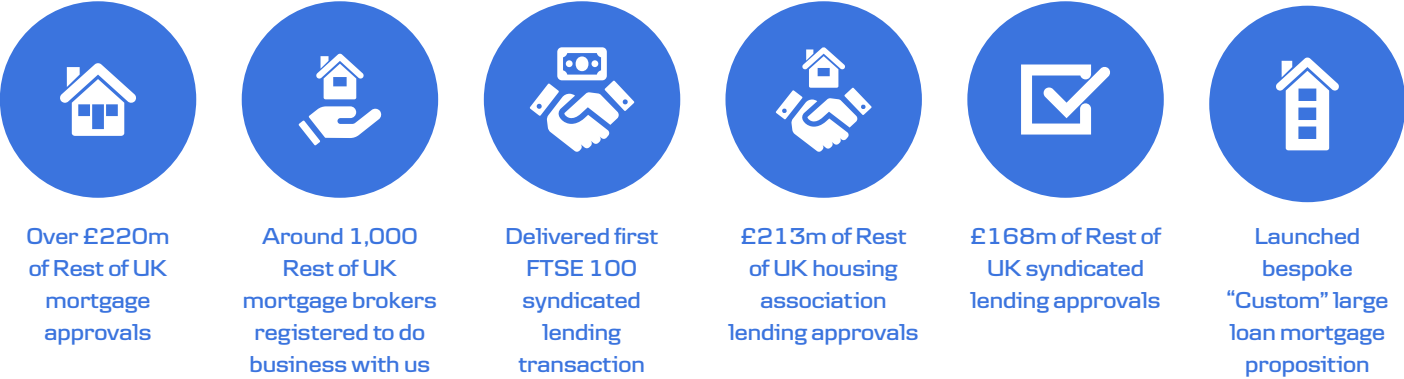 Over £220m
of Rest of UK
mortgage
approvals
Around 1,000
Rest of UK
mortgage brokers
registered to do
business with us
Delivered first
FTSE 100
syndicated
lending
transaction
£213m of Rest
of UK housing
association
lending approvals
£168m of Rest of
UK syndicated
lending approvals
Launched
bespoke
“Custom” large
loan mortgage
proposition